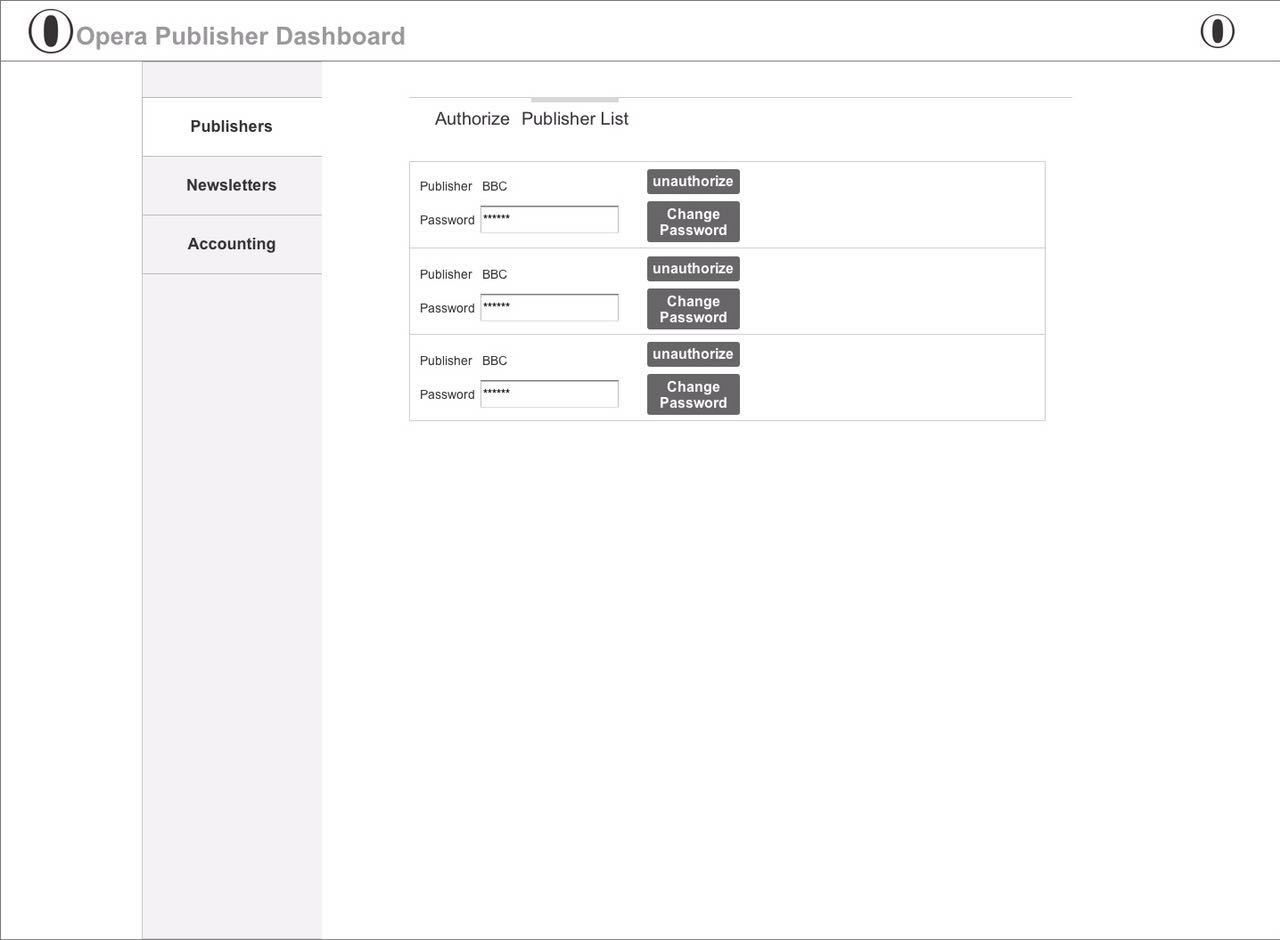 Opera Publisher Dashboard
Publishers
Newsletters
Accounting
Authorize Publisher List
Publisher BBC unauthorize
Password ****** Change
Password
Publisher BBC unauthorize
Password ****** Change
Password
Publisher BBC unauthorize
Password ****** Change
Password